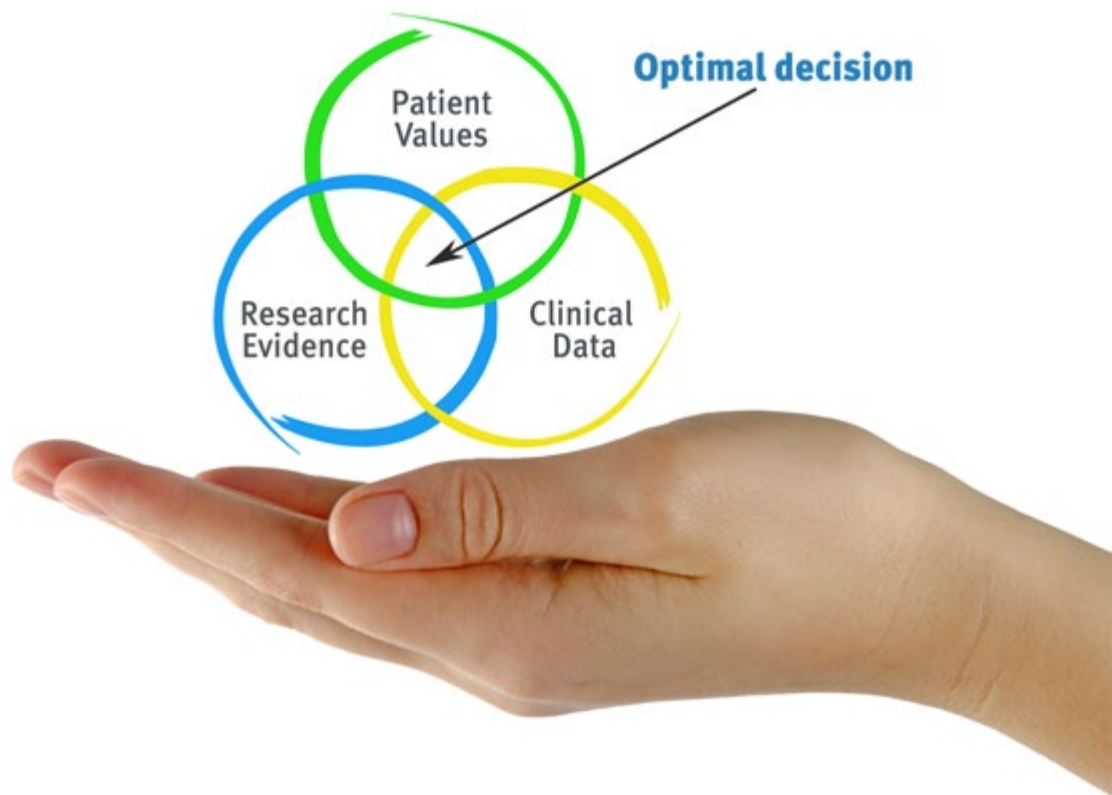 Optimal decision
Patient
Values
Research
Evidence
Clinical
Data